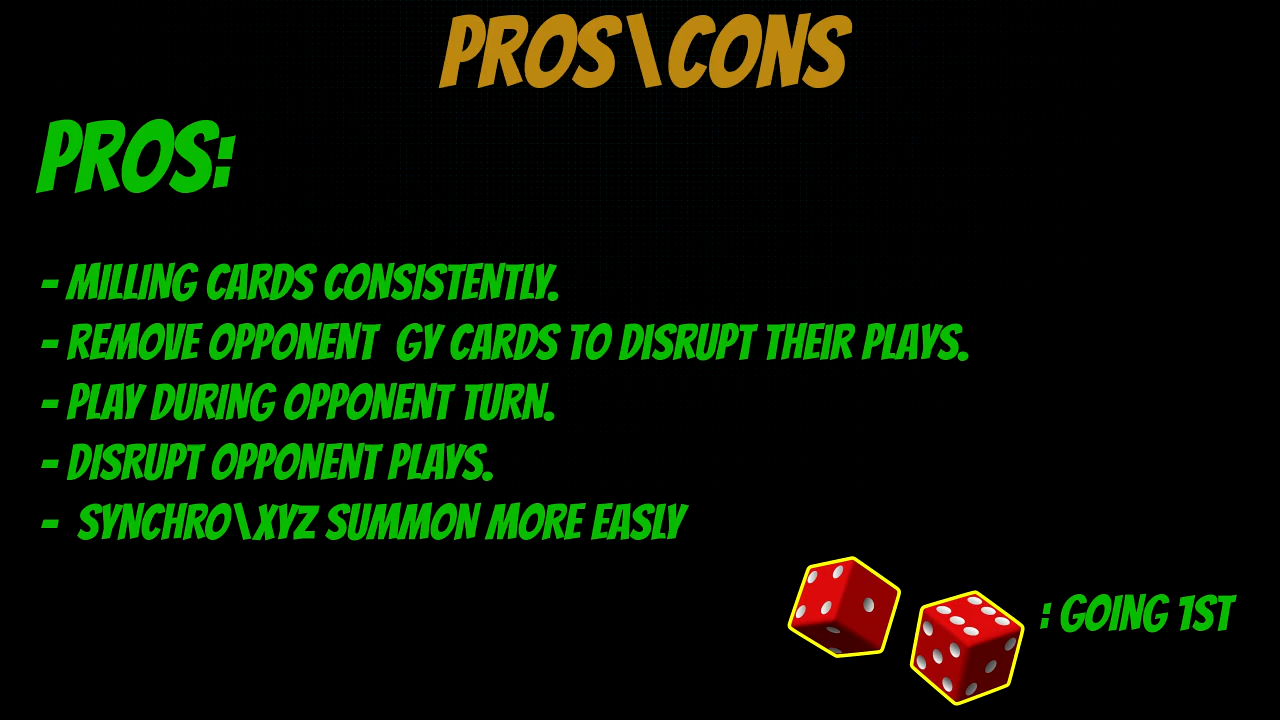 PROS\CONS
PROS:
- MILLING CARDS CONSISTENTLY.
- REMOVE OPPONENT  GY CARDS TO DISRUPT THEIR PLAYS.
- PLAY DURING OPPONENT TURN.
- DISRUPT OPPONENT PLAYS.
-  SYNCHRO\XYZ SUMMON MORE EASLY
: GOING 1ST